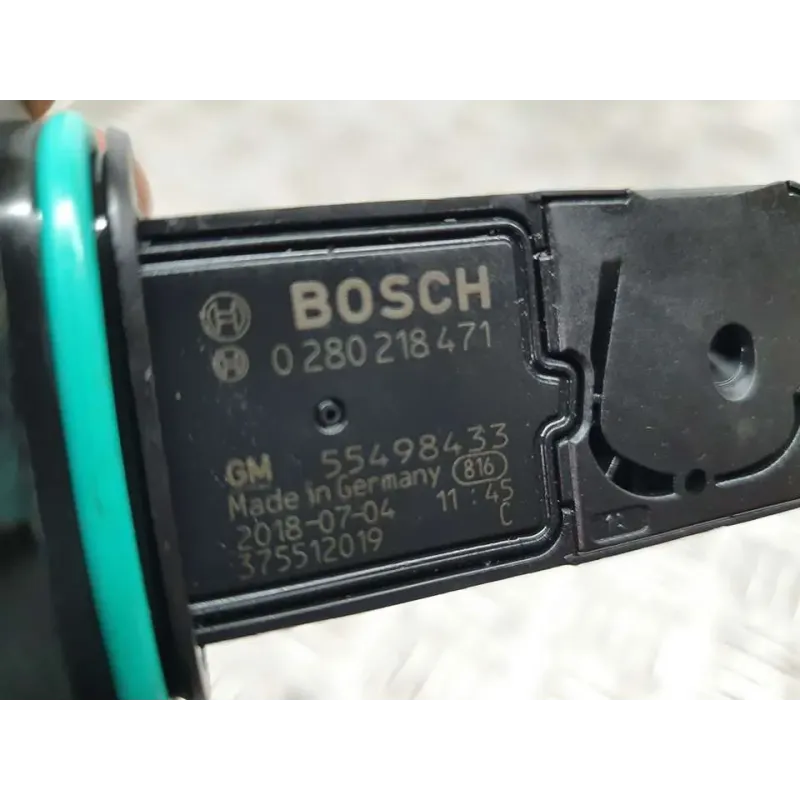 BOSCH
0 280 218 471
GM 55498433
Made in Germany 816
2018-07-04 11:45
375512019 C